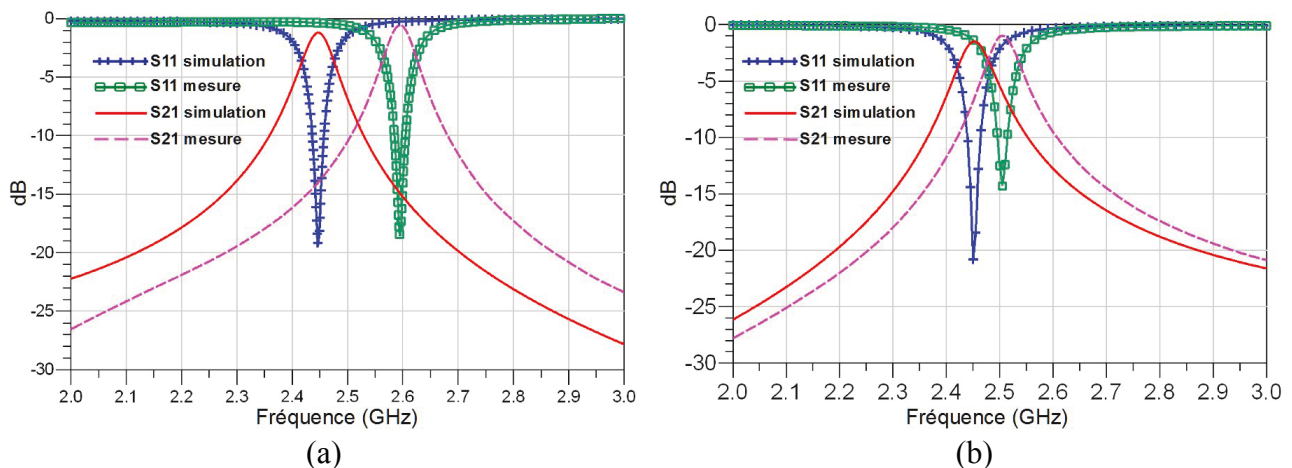 0
-5
-10
-15
-20
-25
-30
dB
S11 simulation
S11 mesure
S21 simulation
S21 mesure
2.0 2.1 2.2 2.3 2.4 2.5 2.6 2.7 2.8 2.9 3.0
Fréquence (GHz)
(a)
0
-5
-10
-15
-20
-25
-30
dB
S11 simulation
S11 mesure
S21 simulation
S21 mesure
2.0 2.1 2.2 2.3 2.4 2.5 2.6 2.7 2.8 2.9 3.0
Fréquence (GHz)
(b)